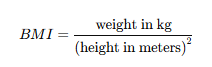 BMI = weight in kg / (height in meters)²